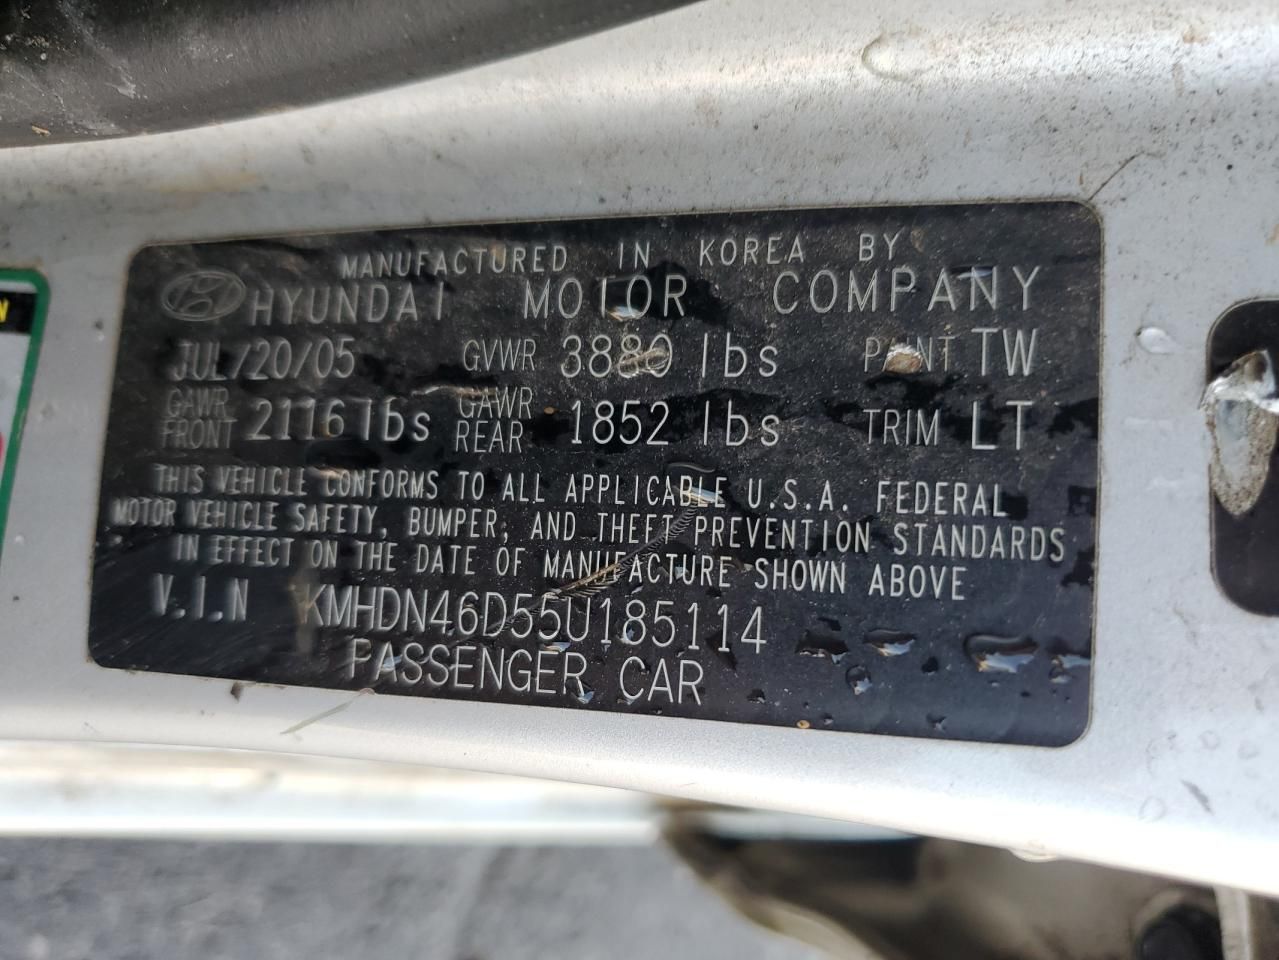 MANUFACTURED IN KOREA BY
HYUNDAI MOTOR COMPANY
JUL/20/05 GVWR 3880 lbs PAINT TW
GAWR FRONT 2116 lbs GAWR REAR 1852 lbs TRIM LT
THIS VEHICLE CONFORMS TO ALL APPLICABLE U.S.A. FEDERAL
MOTOR VEHICLE SAFETY, BUMPER, AND THEFT PREVENTION STANDARDS
IN EFFECT ON THE DATE OF MANUFACTURE SHOWN ABOVE
V.I.N KMHDN46D55U185114
PASSENGER CAR